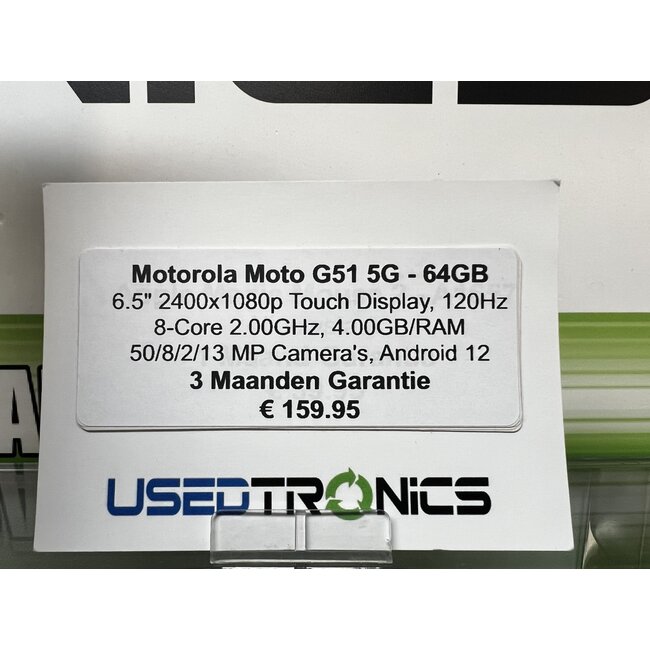 Motorola Moto G51 5G - 64GB
6.5" 2400x1080p Touch Display, 120Hz
8-Core 2.00GHz, 4.00GB/RAM
50/8/2/13 MP Camera's, Android 12
3 Maanden Garantie
€ 159.95
USEDTRONiCS